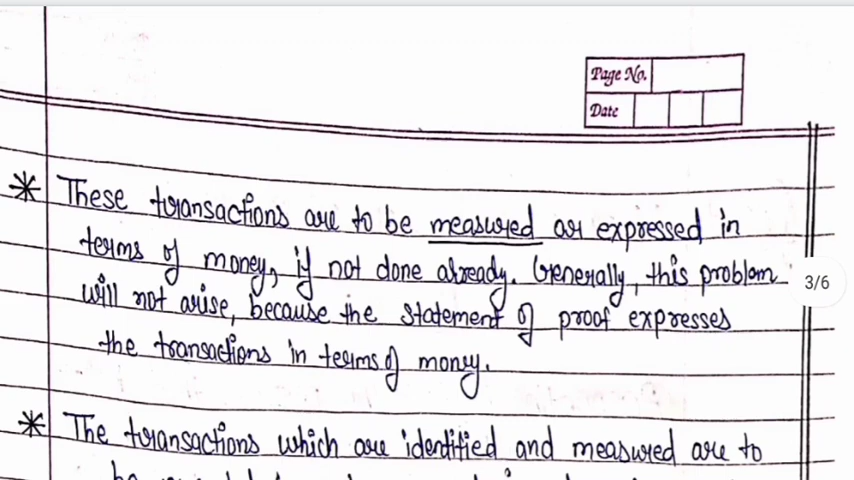 Page No.
Date
* These transactions are to be measured or expressed in
terms of money, if not done already. Generally, this problem
will not arise, because the statement of proof expresses
the transactions in terms of money.
3/6
* The transactions which are identified and measured are to
be